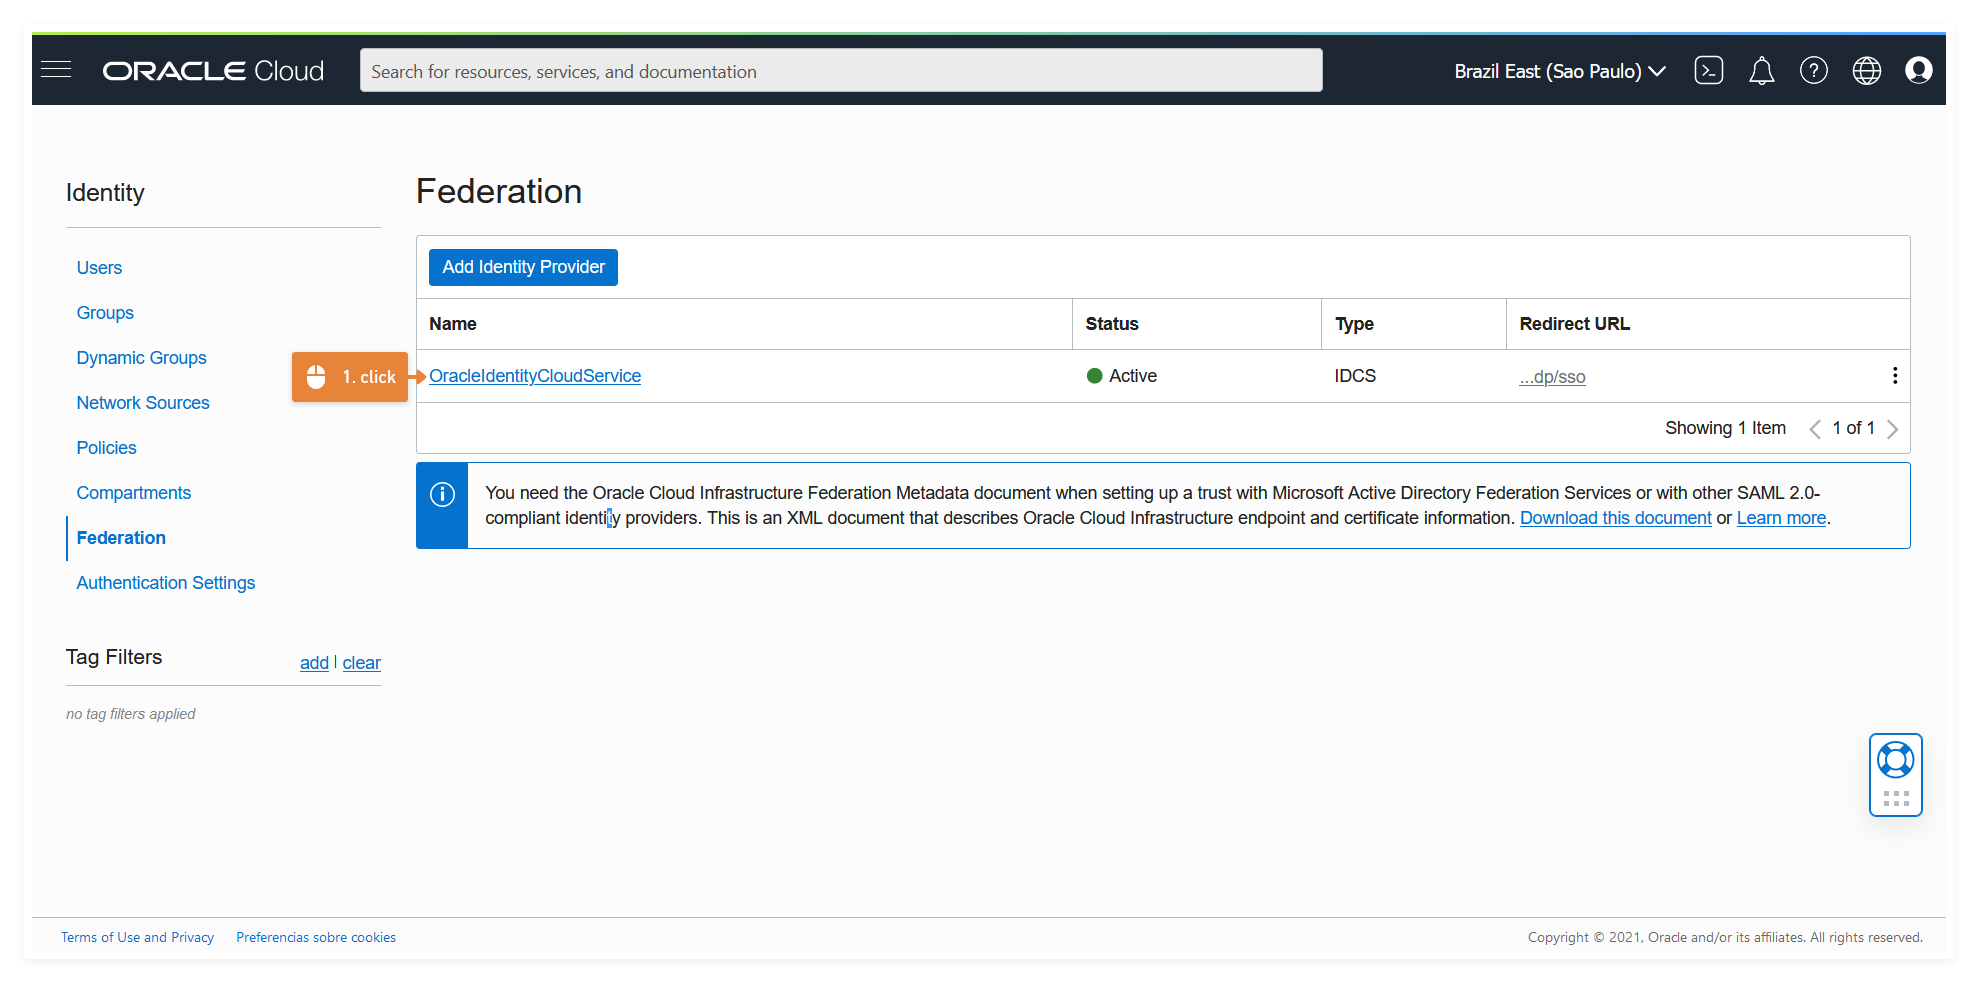 ORACLE Cloud
Search for resources, services, and documentation
Brazil East (Sao Paulo)
Identity
Users
Groups
Dynamic Groups
Network Sources
Policies
Compartments
Federation
Authentication Settings
Tag Filters
add | clear
no tag filters applied
Federation
Add Identity Provider
Name Status Type Redirect URL
1. click
OracleIdentityCloudService Active IDCS ...dp/sso
Showing 1 Item 1 of 1
You need the Oracle Cloud Infrastructure Federation Metadata document when setting up a trust with Microsoft Active Directory Federation Services or with other SAML 2.0-
compliant identity providers. This is an XML document that describes Oracle Cloud Infrastructure endpoint and certificate information. Download this document or Learn more.
Terms of Use and Privacy Preferencias sobre cookies
Copyright © 2021, Oracle and/or its affiliates. All rights reserved.